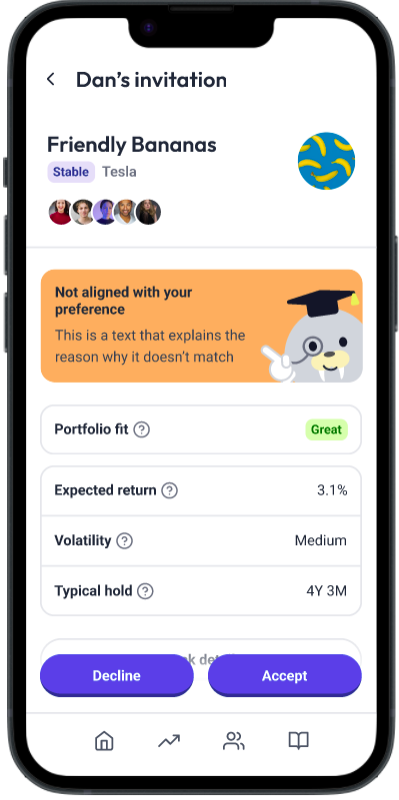 Dan's invitation
Friendly Bananas
Stable Tesla
Not aligned with your
preference
This is a text that explains the
reason why it doesn't match
Portfolio fit ?
Great
Expected return ?
3.1%
Volatility ?
Medium
Typical hold ?
4Y 3M
Decline
Accept